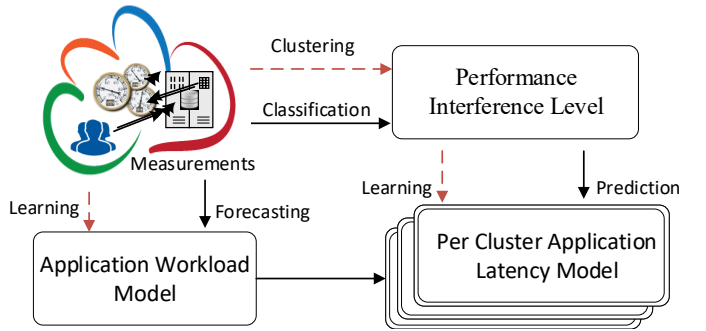 Clustering
Performance
Interference Level
Classification
Measurements
Learning
Forecasting
Learning
Prediction
Application Workload
Model
Per Cluster Application
Latency Model